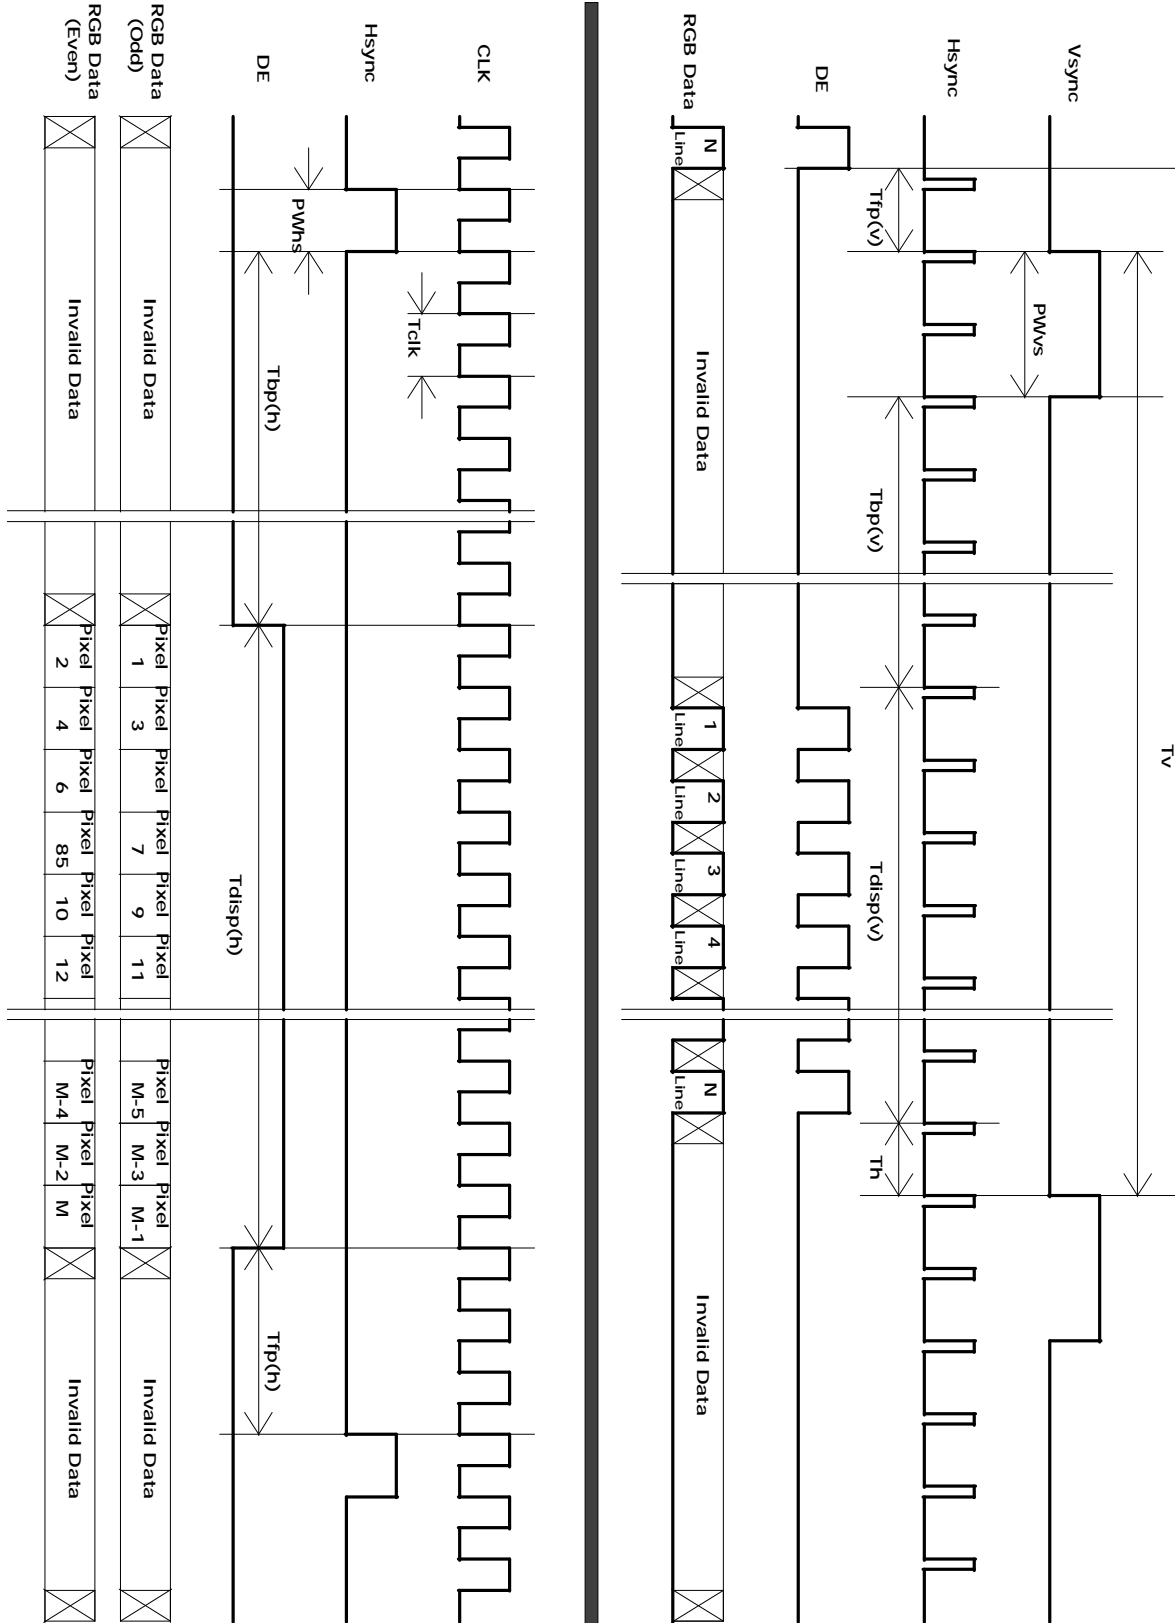 Tv
Vsync
PWvs
Hsync
Tfp(v)
Tbp(v)
Tdisp(v)
Th
DE
RGB Data
N
Line
Invalid Data
1
Line
2
Line
3
Line
4
Line
N
Line
Invalid Data
CLK
Tclk
Hsync
PWhs
Tbp(h)
Tdisp(h)
Tfp(h)
DE
RGB Data
(Odd)
Invalid Data
Pixel
1
Pixel
3
Pixel
Pixel
7
Pixel
9
Pixel
11
Pixel
M-5
Pixel
M-3
Pixel
M-1
Invalid Data
RGB Data
(Even)
Invalid Data
Pixel
2
Pixel
4
Pixel
6
Pixel
85
Pixel
10
Pixel
12
Pixel
M-4
Pixel
M-2
Pixel
M
Invalid Data